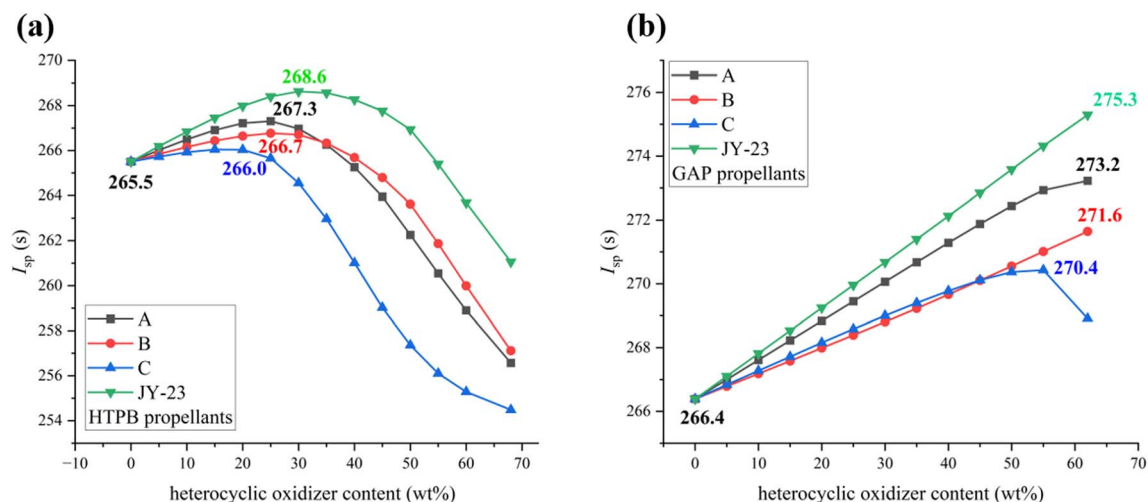 (a)
270
268
266
264
262
260
258
256
254
I_sp (s)
268.6
267.3
266.7
266.0
265.5
A
B
C
JY-23
HTPB propellants
−10 0 10 20 30 40 50 60 70
heterocyclic oxidizer content (wt%)
(b)
276
274
272
270
268
266
I_sp (s)
A
B
C
JY-23
GAP propellants
275.3
273.2
271.6
270.4
266.4
0 10 20 30 40 50 60 70
heterocyclic oxidizer content (wt%)